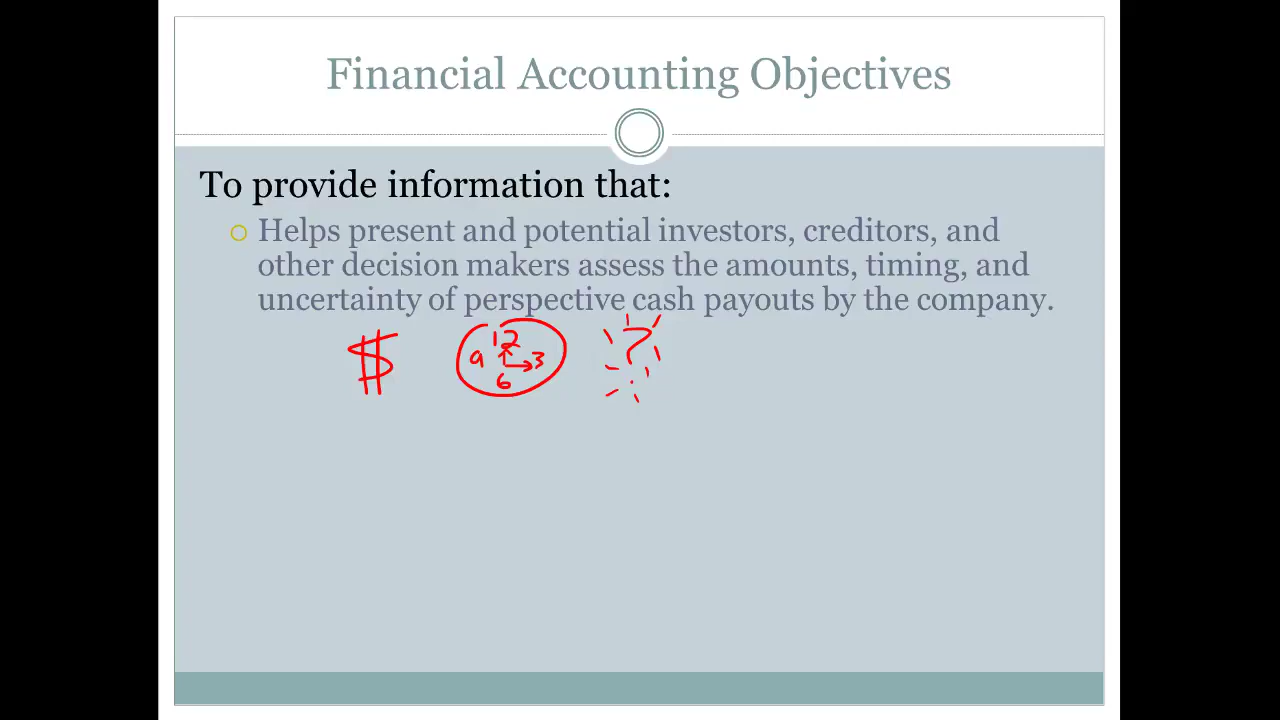 Financial Accounting Objectives
To provide information that:
Helps present and potential investors, creditors, and
other decision makers assess the amounts, timing, and
uncertainty of perspective cash payouts by the company.
$
12
9 3
6
?